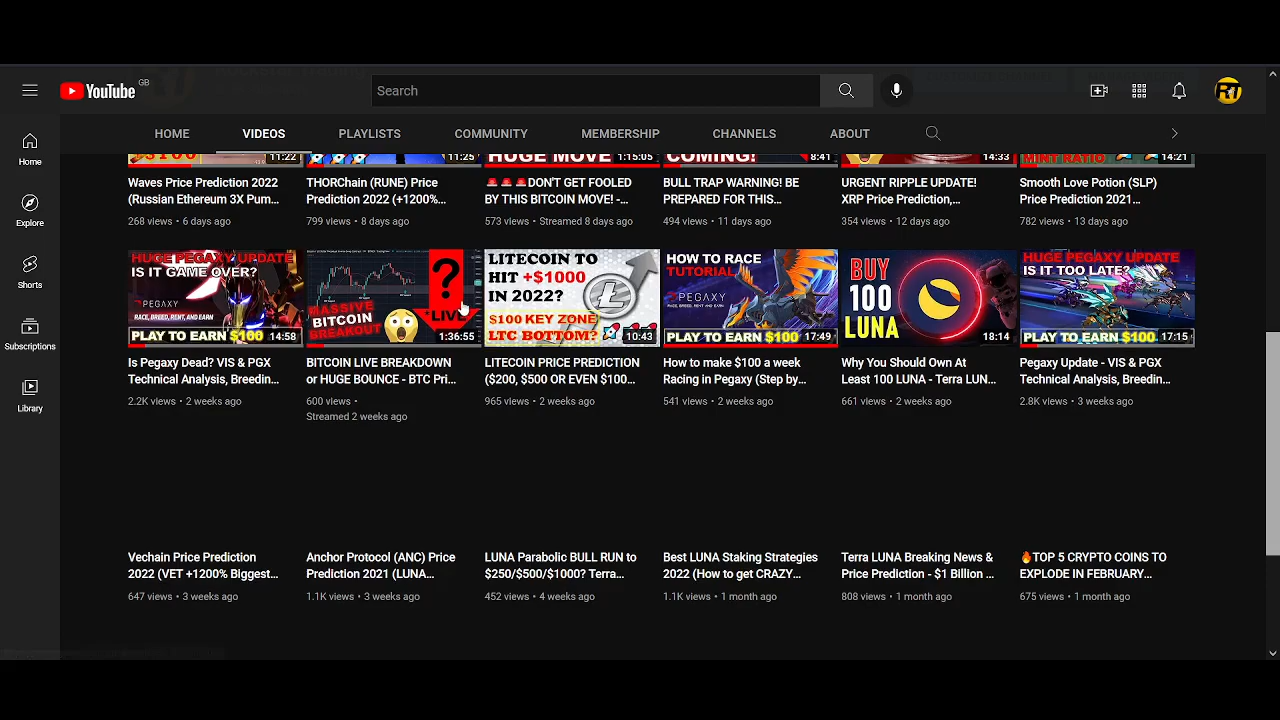 GB
YouTube
Search
RT
HOME VIDEOS PLAYLISTS COMMUNITY MEMBERSHIP CHANNELS ABOUT
Home
Explore
Shorts
Subscriptions
Library
$100 11:22
11:25
HUGE MOVE 1:15:05
COMING! 8:41
14:33
MINT RATIO 14:21
Waves Price Prediction 2022
(Russian Ethereum 3X Pum...
268 views • 6 days ago
THORChain (RUNE) Price
Prediction 2022 (+1200%...
799 views • 8 days ago
🚨🚨🚨DON'T GET FOOLED
BY THIS BITCOIN MOVE! -...
573 views • Streamed 8 days ago
BULL TRAP WARNING! BE
PREPARED FOR THIS...
494 views • 11 days ago
URGENT RIPPLE UPDATE!
XRP Price Prediction,...
354 views • 12 days ago
Smooth Love Potion (SLP)
Price Prediction 2021...
782 views • 13 days ago
HUGE PEGAXY UPDATE
IS IT GAME OVER?
PEGAXY
RACE, BREED, RENT, AND EARN
PLAY TO EARN $100
14:58
?
MASSIVE
BITCOIN
BREAKOUT
*LIVE
1:36:55
LITECOIN TO
HIT +$1000
IN 2022?
$100 KEY ZONE
LTC BOTTOM?
10:43
HOW TO RACE
TUTORIAL
PEGAXY
RACE, BREED, RENT, AND EARN
PLAY TO EARN $100
17:49
BUY
100
LUNA
18:14
HUGE PEGAXY UPDATE
IS IT TOO LATE?
PEGAXY
PLAY TO EARN $100
17:15
Is Pegaxy Dead? VIS & PGX
Technical Analysis, Breedin...
2.2K views • 2 weeks ago
BITCOIN LIVE BREAKDOWN
or HUGE BOUNCE - BTC Pri...
600 views •
Streamed 2 weeks ago
LITECOIN PRICE PREDICTION
($200, $500 OR EVEN $100...
965 views • 2 weeks ago
How to make $100 a week
Racing in Pegaxy (Step by...
541 views • 2 weeks ago
Why You Should Own At
Least 100 LUNA - Terra LUN...
661 views • 2 weeks ago
Pegaxy Update - VIS & PGX
Technical Analysis, Breedin...
2.8K views • 3 weeks ago
Vechain Price Prediction
2022 (VET +1200% Biggest...
647 views • 3 weeks ago
Anchor Protocol (ANC) Price
Prediction 2021 (LUNA...
1.1K views • 3 weeks ago
LUNA Parabolic BULL RUN to
$250/$500/$1000? Terra...
452 views • 4 weeks ago
Best LUNA Staking Strategies
2022 (How to get CRAZY...
1.1K views • 1 month ago
Terra LUNA Breaking News &
Price Prediction - $1 Billion ...
808 views • 1 month ago
🔥TOP 5 CRYPTO COINS TO
EXPLODE IN FEBRUARY...
675 views • 1 month ago